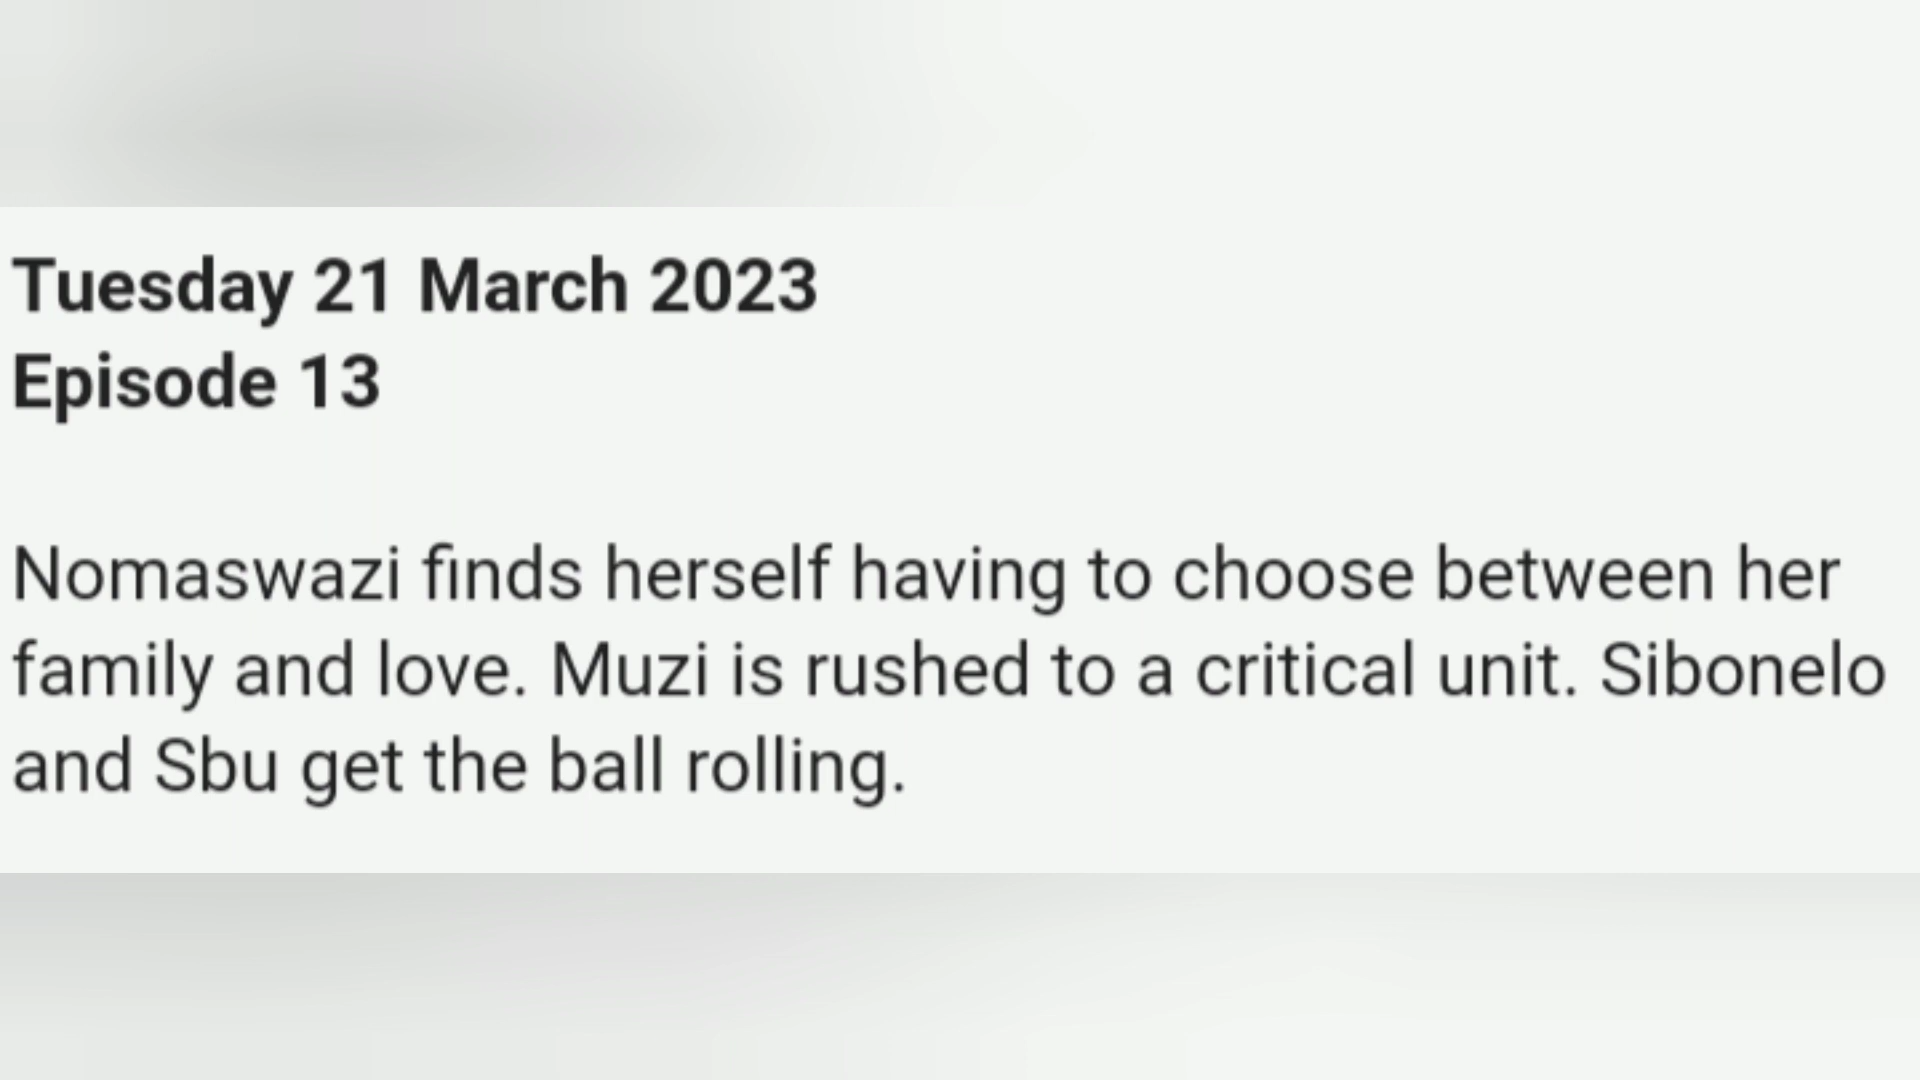 Tuesday 21 March 2023
Episode 13
Nomaswazi finds herself having to choose between her
family and love. Muzi is rushed to a critical unit. Sibonelo
and Sbu get the ball rolling.